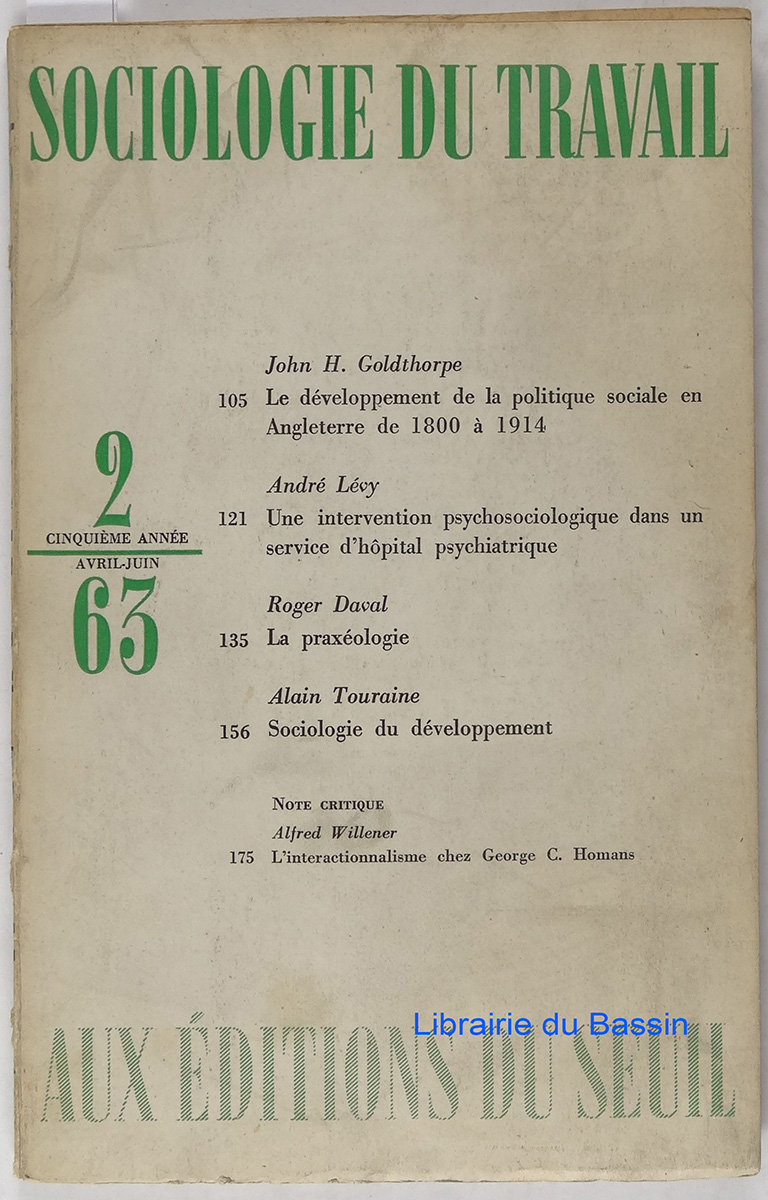 SOCIOLOGIE DU TRAVAIL
John H. Goldthorpe
105 Le développement de la politique sociale en
Angleterre de 1800 à 1914
André Lévy
121 Une intervention psychosociologique dans un
service d'hôpital psychiatrique
Roger Daval
135 La praxéologie
Alain Touraine
156 Sociologie du développement
NOTE CRITIQUE
Alfred Willener
175 L'interactionnalisme chez George C. Homans
2
CINQUIÈME ANNÉE
AVRIL-JUIN
63
Librairie du Bassin
AUX ÉDITIONS DU SEUIL